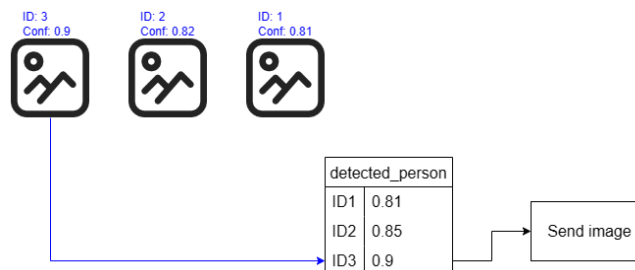 ID: 3
Conf: 0.9
ID: 2
Conf: 0.82
ID: 1
Conf: 0.81
detected_person
ID1 0.81
ID2 0.85
ID3 0.9
Send image